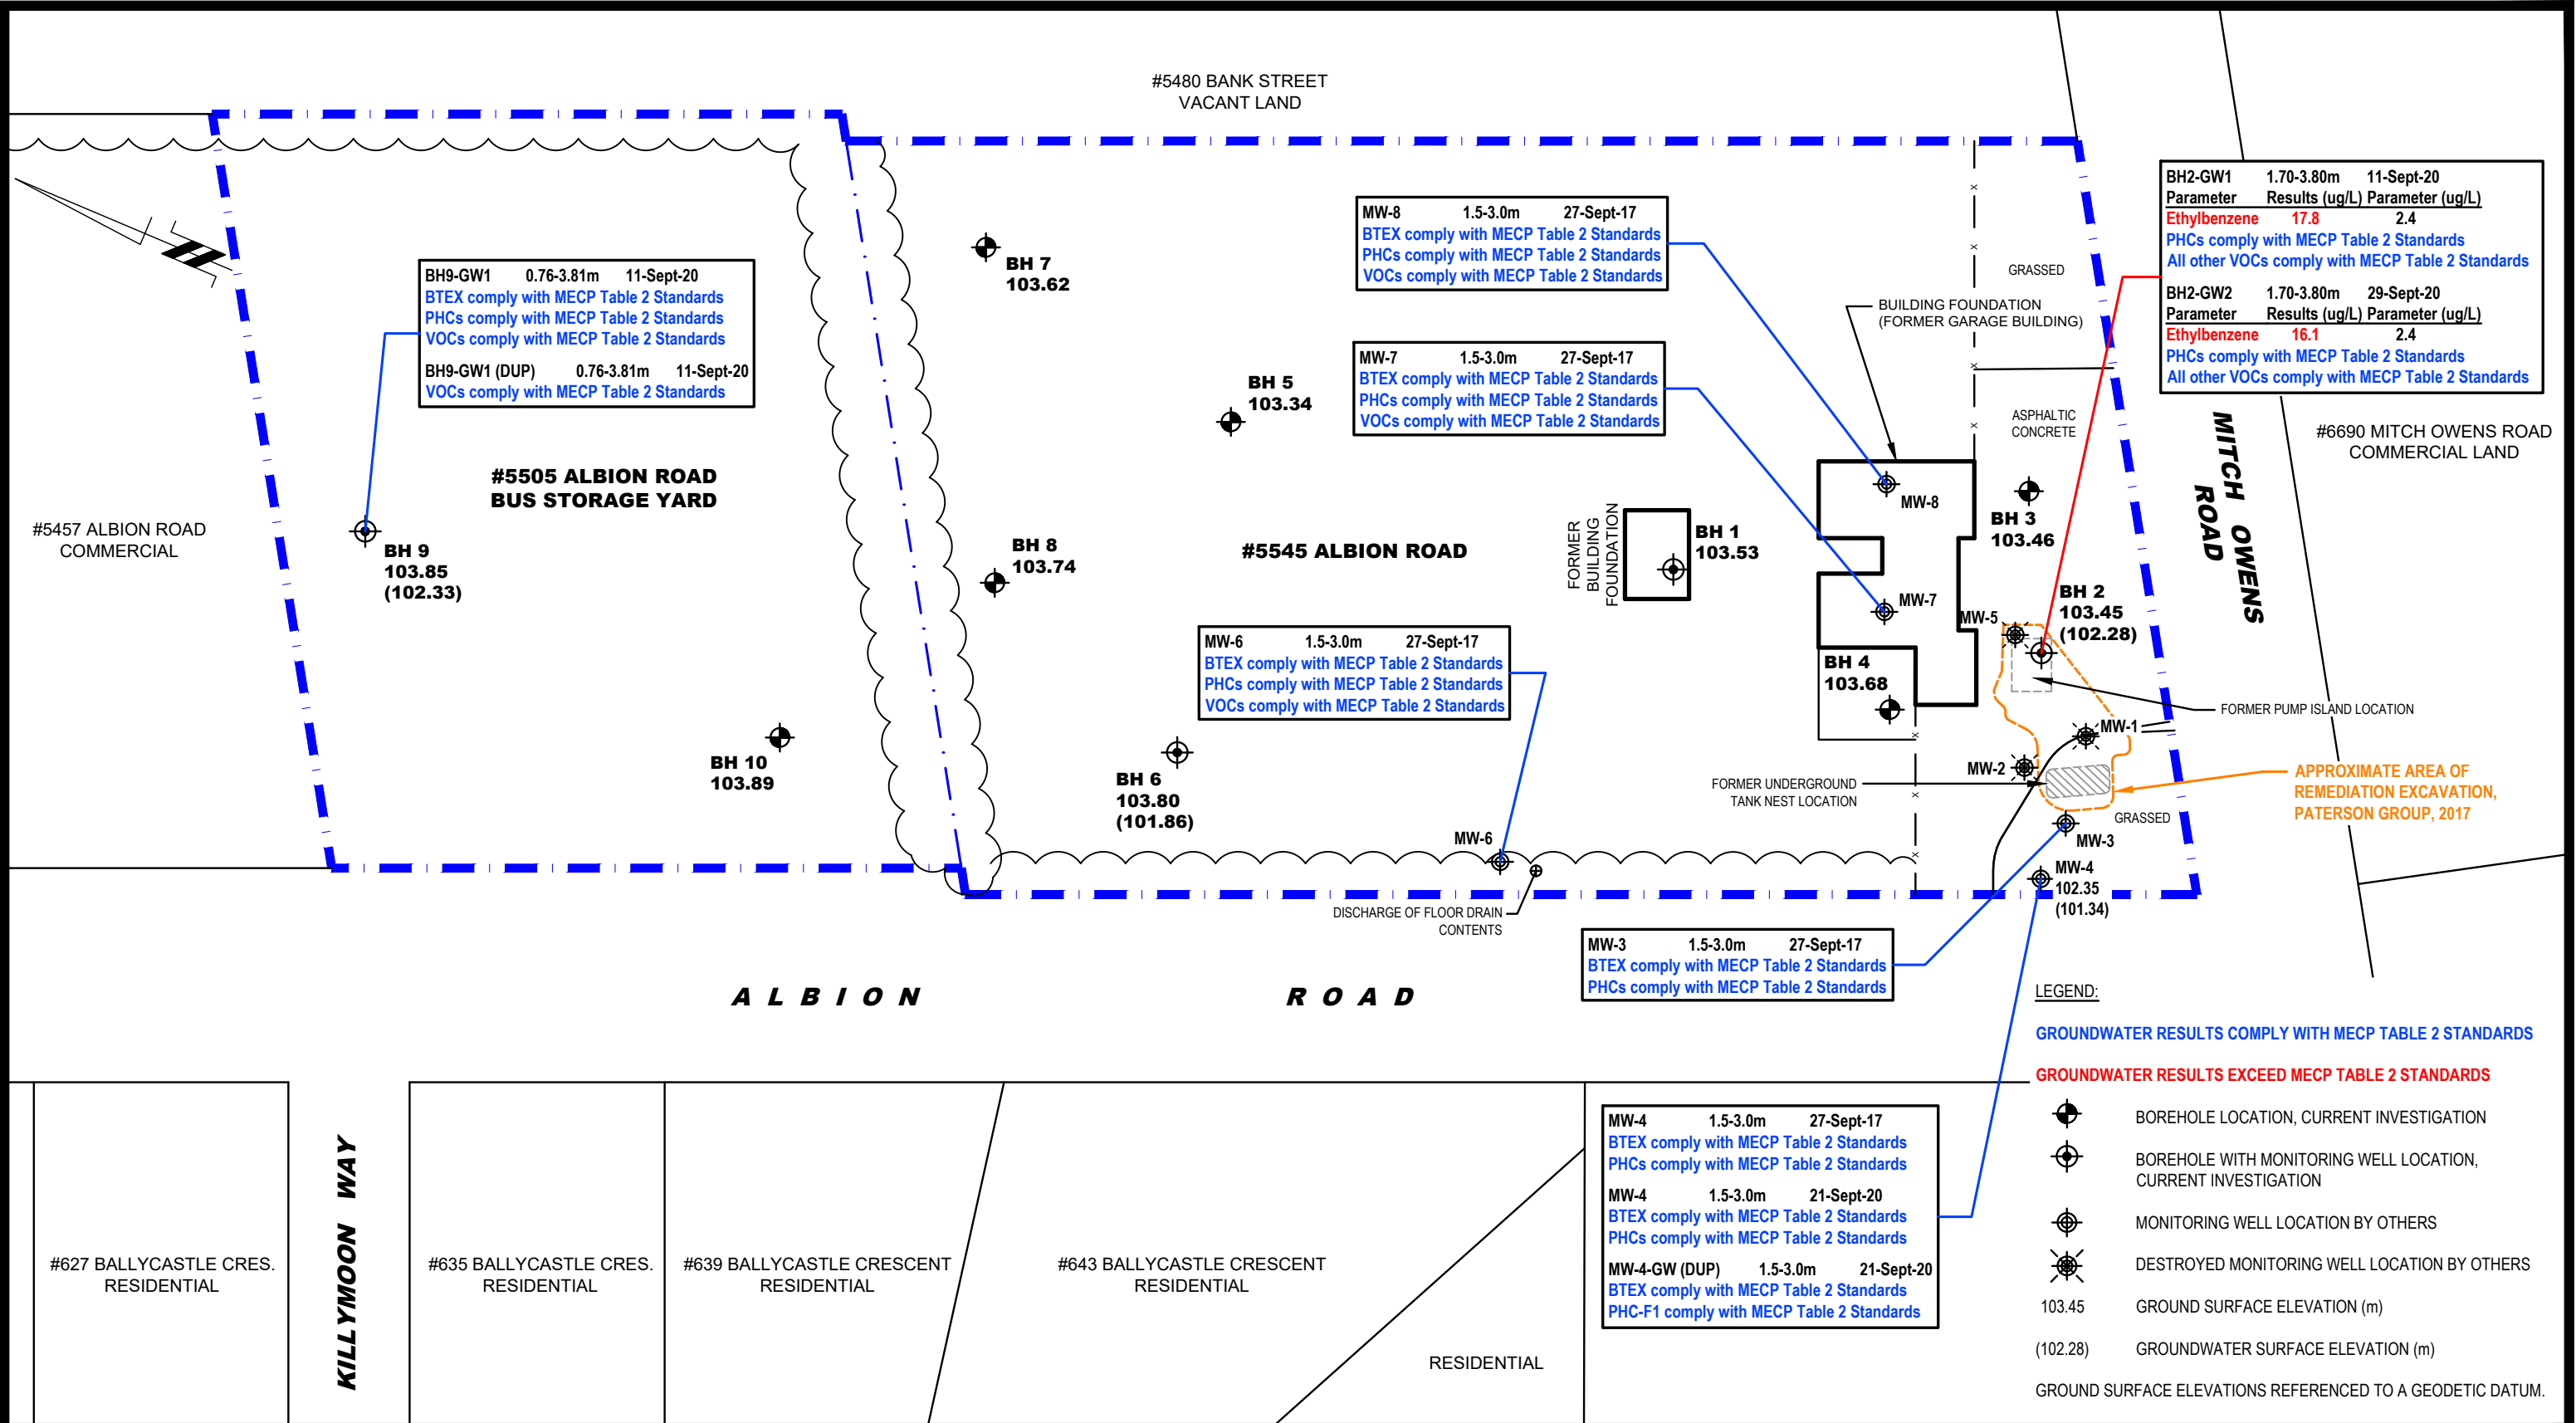 #5480 BANK STREET
VACANT LAND
BH2-GW1 1.70-3.80m 11-Sept-20
Parameter Results (ug/L) Parameter (ug/L)
Ethylbenzene 17.8 2.4
PHCs comply with MECP Table 2 Standards
All other VOCs comply with MECP Table 2 Standards
BH2-GW2 1.70-3.80m 29-Sept-20
Parameter Results (ug/L) Parameter (ug/L)
Ethylbenzene 16.1 2.4
PHCs comply with MECP Table 2 Standards
All other VOCs comply with MECP Table 2 Standards
MW-8 1.5-3.0m 27-Sept-17
BTEX comply with MECP Table 2 Standards
PHCs comply with MECP Table 2 Standards
VOCs comply with MECP Table 2 Standards
BH 7
103.62
BH9-GW1 0.76-3.81m 11-Sept-20
BTEX comply with MECP Table 2 Standards
PHCs comply with MECP Table 2 Standards
VOCs comply with MECP Table 2 Standards
BH9-GW1 (DUP) 0.76-3.81m 11-Sept-20
VOCs comply with MECP Table 2 Standards
GRASSED
BUILDING FOUNDATION
(FORMER GARAGE BUILDING)
MW-7 1.5-3.0m 27-Sept-17
BTEX comply with MECP Table 2 Standards
PHCs comply with MECP Table 2 Standards
VOCs comply with MECP Table 2 Standards
BH 5
103.34
ASPHALTIC
CONCRETE
MITCH OWENS
ROAD
#6690 MITCH OWENS ROAD
COMMERCIAL LAND
#5505 ALBION ROAD
BUS STORAGE YARD
#5457 ALBION ROAD
COMMERCIAL
BH 9
103.85
(102.33)
BH 8
103.74
#5545 ALBION ROAD
FORMER
BUILDING
FOUNDATION
BH 1
103.53
MW-8
BH 3
103.46
MW-7
MW-5
BH 2
103.45
(102.28)
MW-6 1.5-3.0m 27-Sept-17
BTEX comply with MECP Table 2 Standards
PHCs comply with MECP Table 2 Standards
VOCs comply with MECP Table 2 Standards
BH 4
103.68
FORMER PUMP ISLAND LOCATION
MW-1
BH 10
103.89
BH 6
103.80
(101.86)
MW-2
FORMER UNDERGROUND
TANK NEST LOCATION
APPROXIMATE AREA OF
REMEDIATION EXCAVATION,
PATERSON GROUP, 2017
GRASSED
MW-6
MW-3
MW-4
102.35
(101.34)
DISCHARGE OF FLOOR DRAIN
CONTENTS
MW-3 1.5-3.0m 27-Sept-17
BTEX comply with MECP Table 2 Standards
PHCs comply with MECP Table 2 Standards
ALBION ROAD
LEGEND:
GROUNDWATER RESULTS COMPLY WITH MECP TABLE 2 STANDARDS
GROUNDWATER RESULTS EXCEED MECP TABLE 2 STANDARDS
BOREHOLE LOCATION, CURRENT INVESTIGATION
BOREHOLE WITH MONITORING WELL LOCATION,
CURRENT INVESTIGATION
MONITORING WELL LOCATION BY OTHERS
DESTROYED MONITORING WELL LOCATION BY OTHERS
103.45 GROUND SURFACE ELEVATION (m)
(102.28) GROUNDWATER SURFACE ELEVATION (m)
GROUND SURFACE ELEVATIONS REFERENCED TO A GEODETIC DATUM.
MW-4 1.5-3.0m 27-Sept-17
BTEX comply with MECP Table 2 Standards
PHCs comply with MECP Table 2 Standards
MW-4 1.5-3.0m 21-Sept-20
BTEX comply with MECP Table 2 Standards
PHCs comply with MECP Table 2 Standards
MW-4-GW (DUP) 1.5-3.0m 21-Sept-20
BTEX comply with MECP Table 2 Standards
PHC-F1 comply with MECP Table 2 Standards
#627 BALLYCASTLE CRES.
RESIDENTIAL
KILLYMOON WAY
#635 BALLYCASTLE CRES.
RESIDENTIAL
#639 BALLYCASTLE CRESCENT
RESIDENTIAL
#643 BALLYCASTLE CRESCENT
RESIDENTIAL
RESIDENTIAL